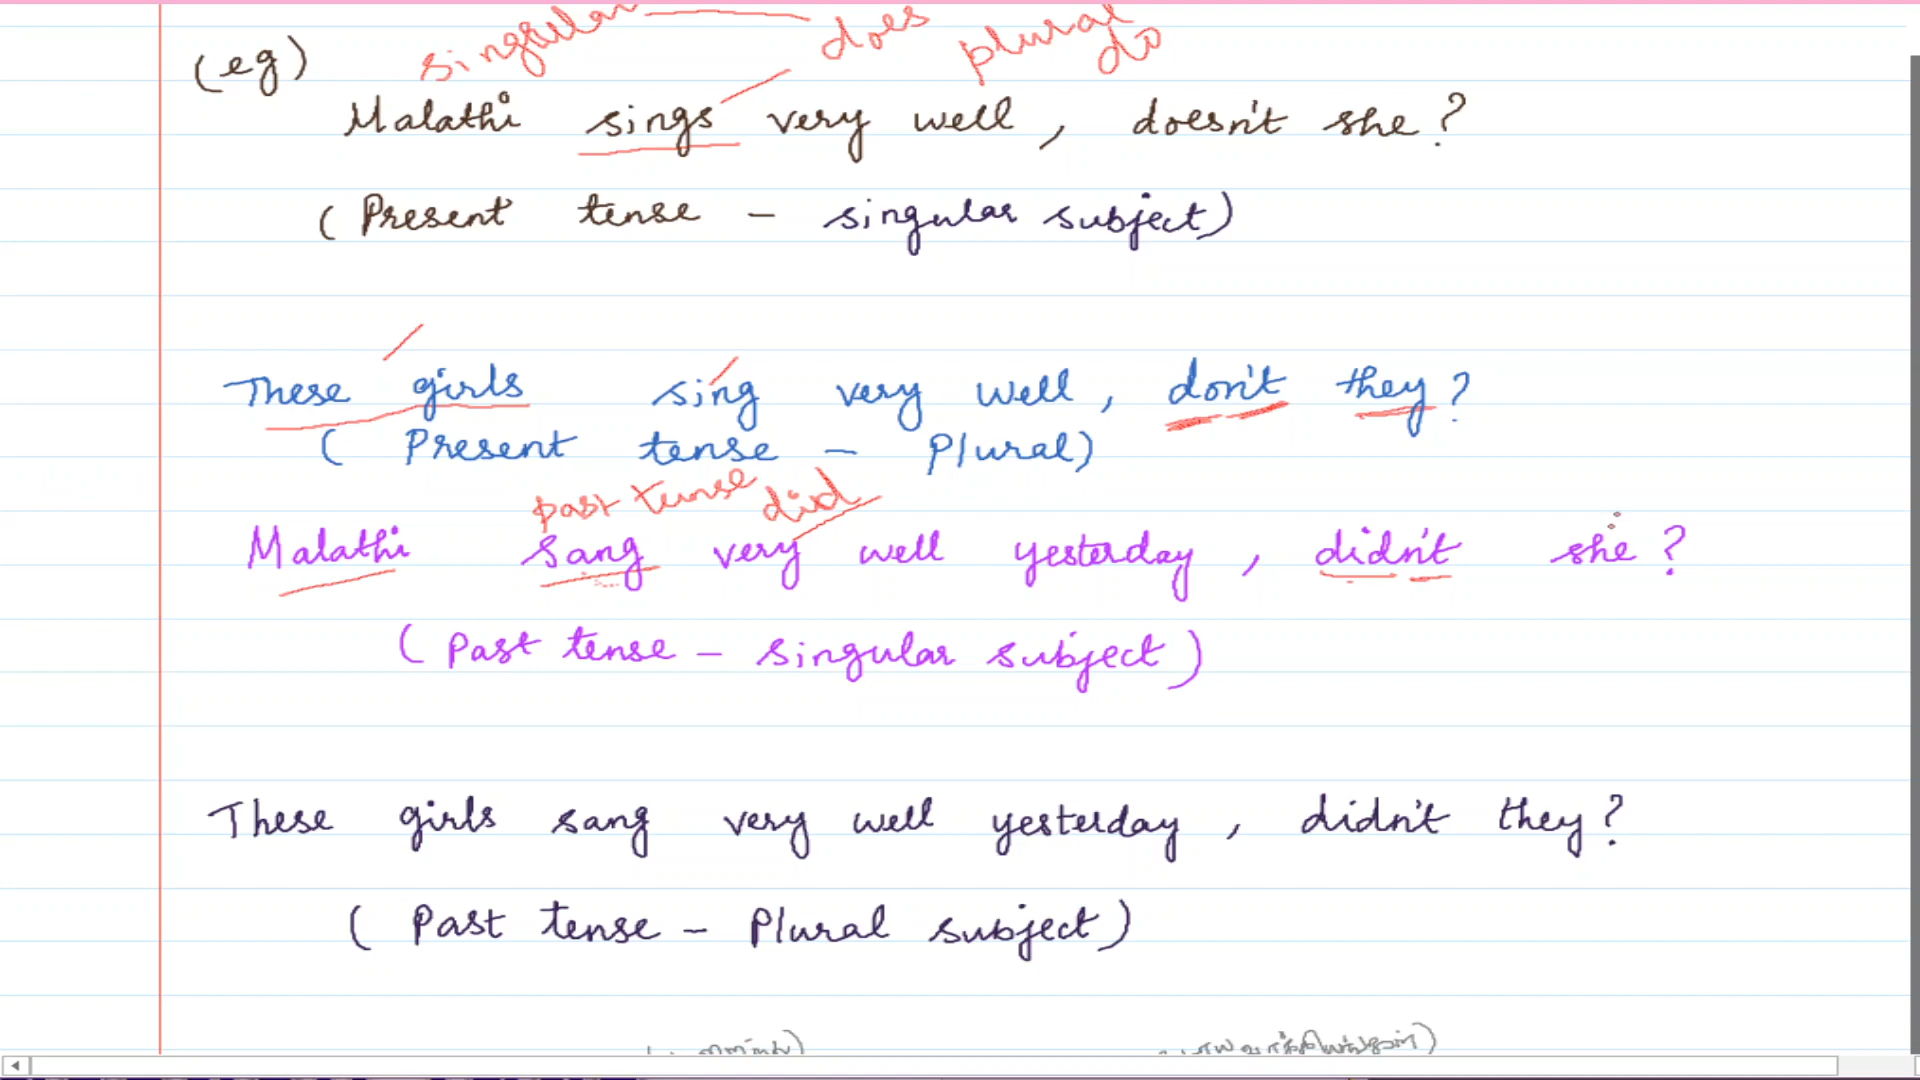 singular does plural
do
(eg)
Malathi sings very well, doesn't she?
(Present tense - singular subject)
These girls sing very well, don't they?
(Present tense - Plural)
past tense did
Malathi sang very well yesterday, didn't she?
(Past tense - singular subject)
These girls sang very well yesterday, didn't they?
(Past tense - Plural subject)